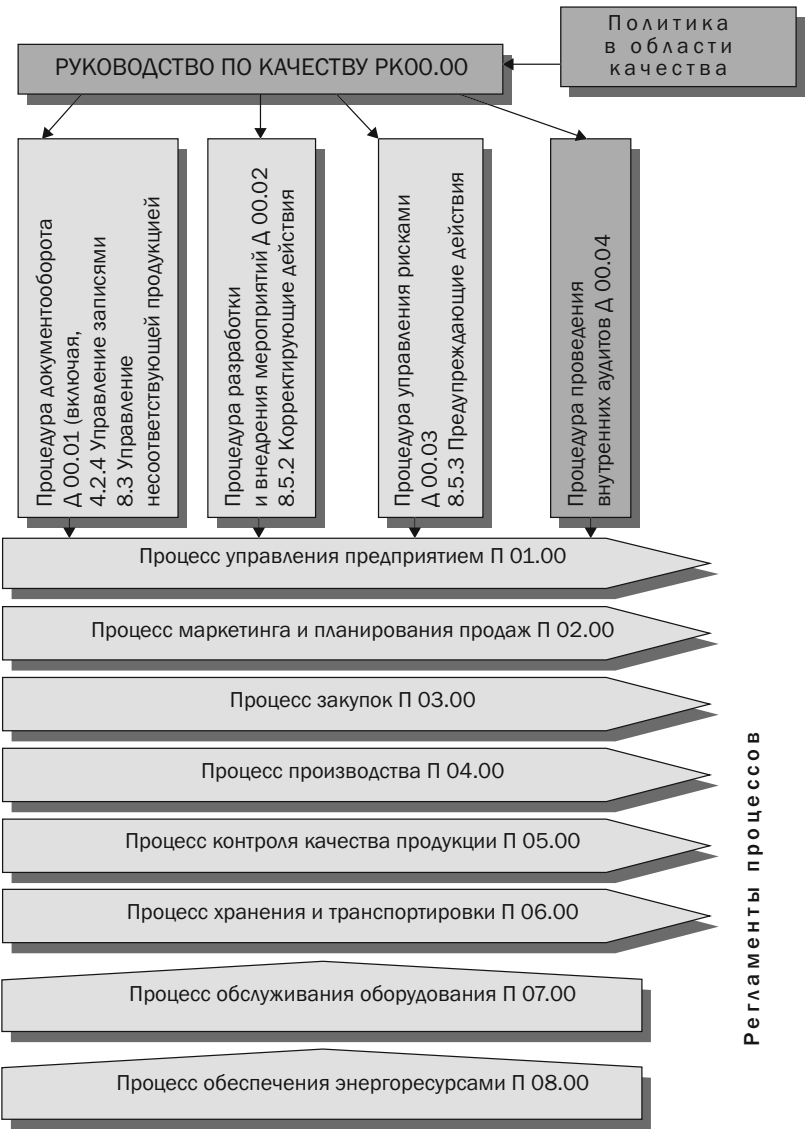 Политика
в области
качества
РУКОВОДСТВО ПО КАЧЕСТВУ РК00.00
Процедура документооборота
Д 00.01 (включая,
4.2.4 Управление записями
8.3 Управление
несоответствующей продукцией
Процедура разработки
и внедрения мероприятий Д 00.02
8.5.2 Корректирующие действия
Процедура управления рисками
Д 00.03
8.5.3 Предупреждающие действия
Процедура проведения
внутренних аудитов Д 00.04
Процесс управления предприятием П 01.00
Процесс маркетинга и планирования продаж П 02.00
Процесс закупок П 03.00
Процесс производства П 04.00
Процесс контроля качества продукции П 05.00
Процесс хранения и транспортировки П 06.00
Процесс обслуживания оборудования П 07.00
Процесс обеспечения энергоресурсами П 08.00
Регламенты процессов